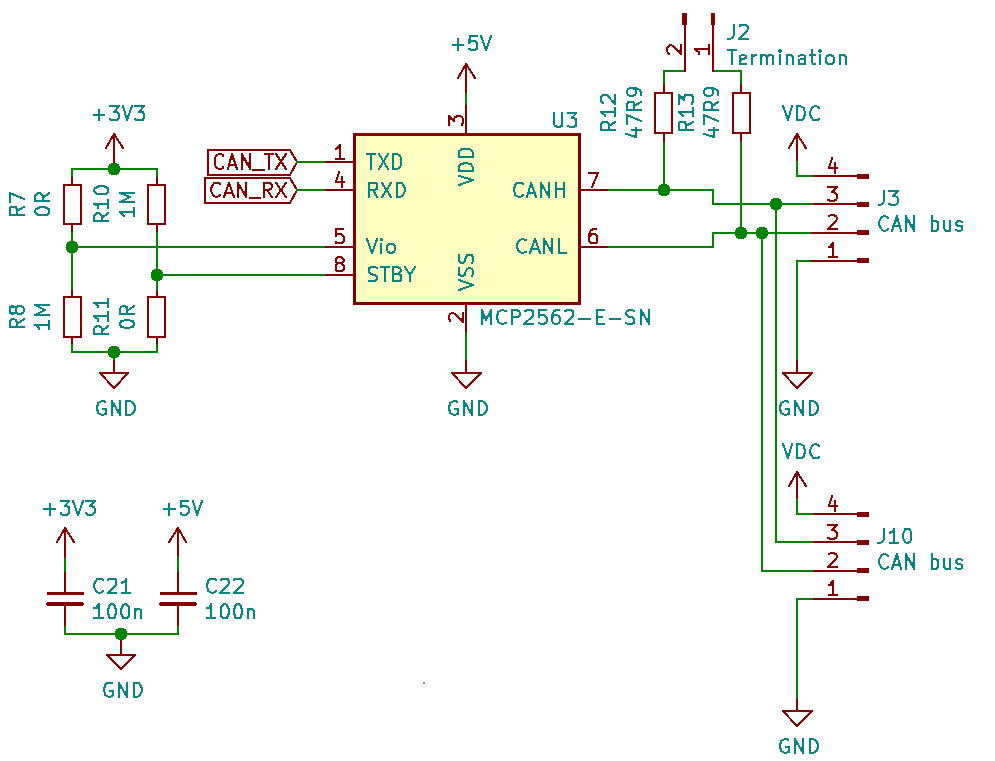 +5V
3
U3
VDD
1
TXD
4
RXD
CAN_TX
CAN_RX
5
Vio
8
STBY
VSS
2
MCP2562-E-SN
GND
CANH
7
CANL
6
+3V3
R7
0R
R10
1M
R8
1M
R11
0R
GND
2
1
J2
Termination
R12
47R9
R13
47R9
VDC
4
3
2
1
J3
CAN bus
GND
VDC
4
3
2
1
J10
CAN bus
GND
+3V3
+5V
C21
100n
C22
100n
GND